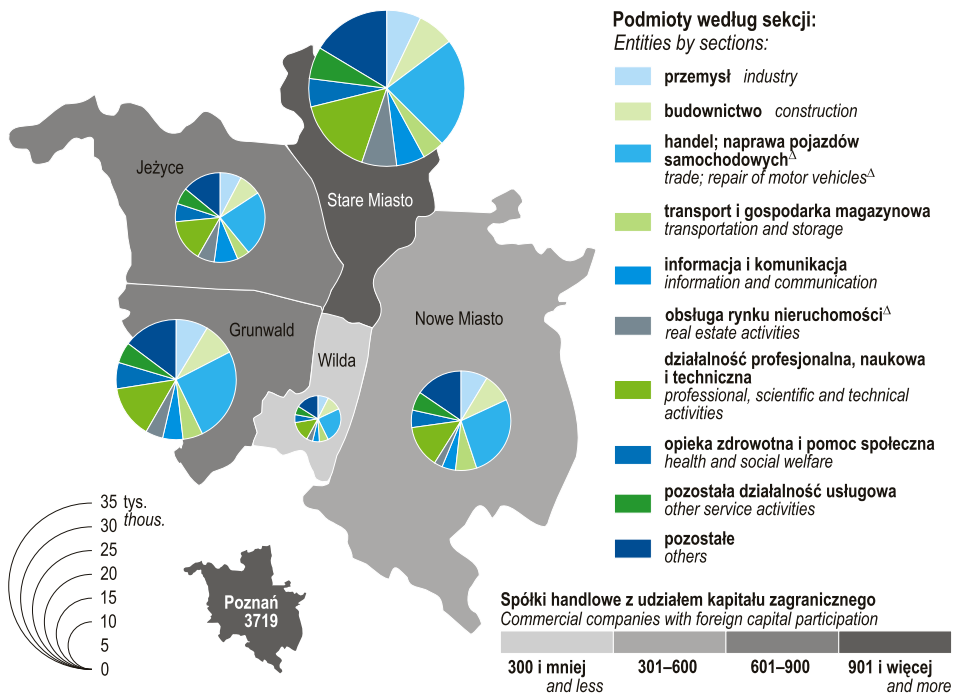 Jeżyce
Stare Miasto
Grunwald
Wilda
Nowe Miasto
Podmioty według sekcji:
Entities by sections:
przemysł industry
budownictwo construction
handel; naprawa pojazdów
samochodowychΔ
trade; repair of motor vehiclesΔ
transport i gospodarka magazynowa
transportation and storage
informacja i komunikacja
information and communication
obsługa rynku nieruchomościΔ
real estate activities
działalność profesjonalna, naukowa
i techniczna
professional, scientific and technical
activities
opieka zdrowotna i pomoc społeczna
health and social welfare
pozostała działalność usługowa
other service activities
pozostałe
others
35 tys.
thous.
30
25
20
15
10
5
0
Poznań
3719
Spółki handlowe z udziałem kapitału zagranicznego
Commercial companies with foreign capital participation
300 i mniej
and less
301–600
601–900
901 i więcej
and more